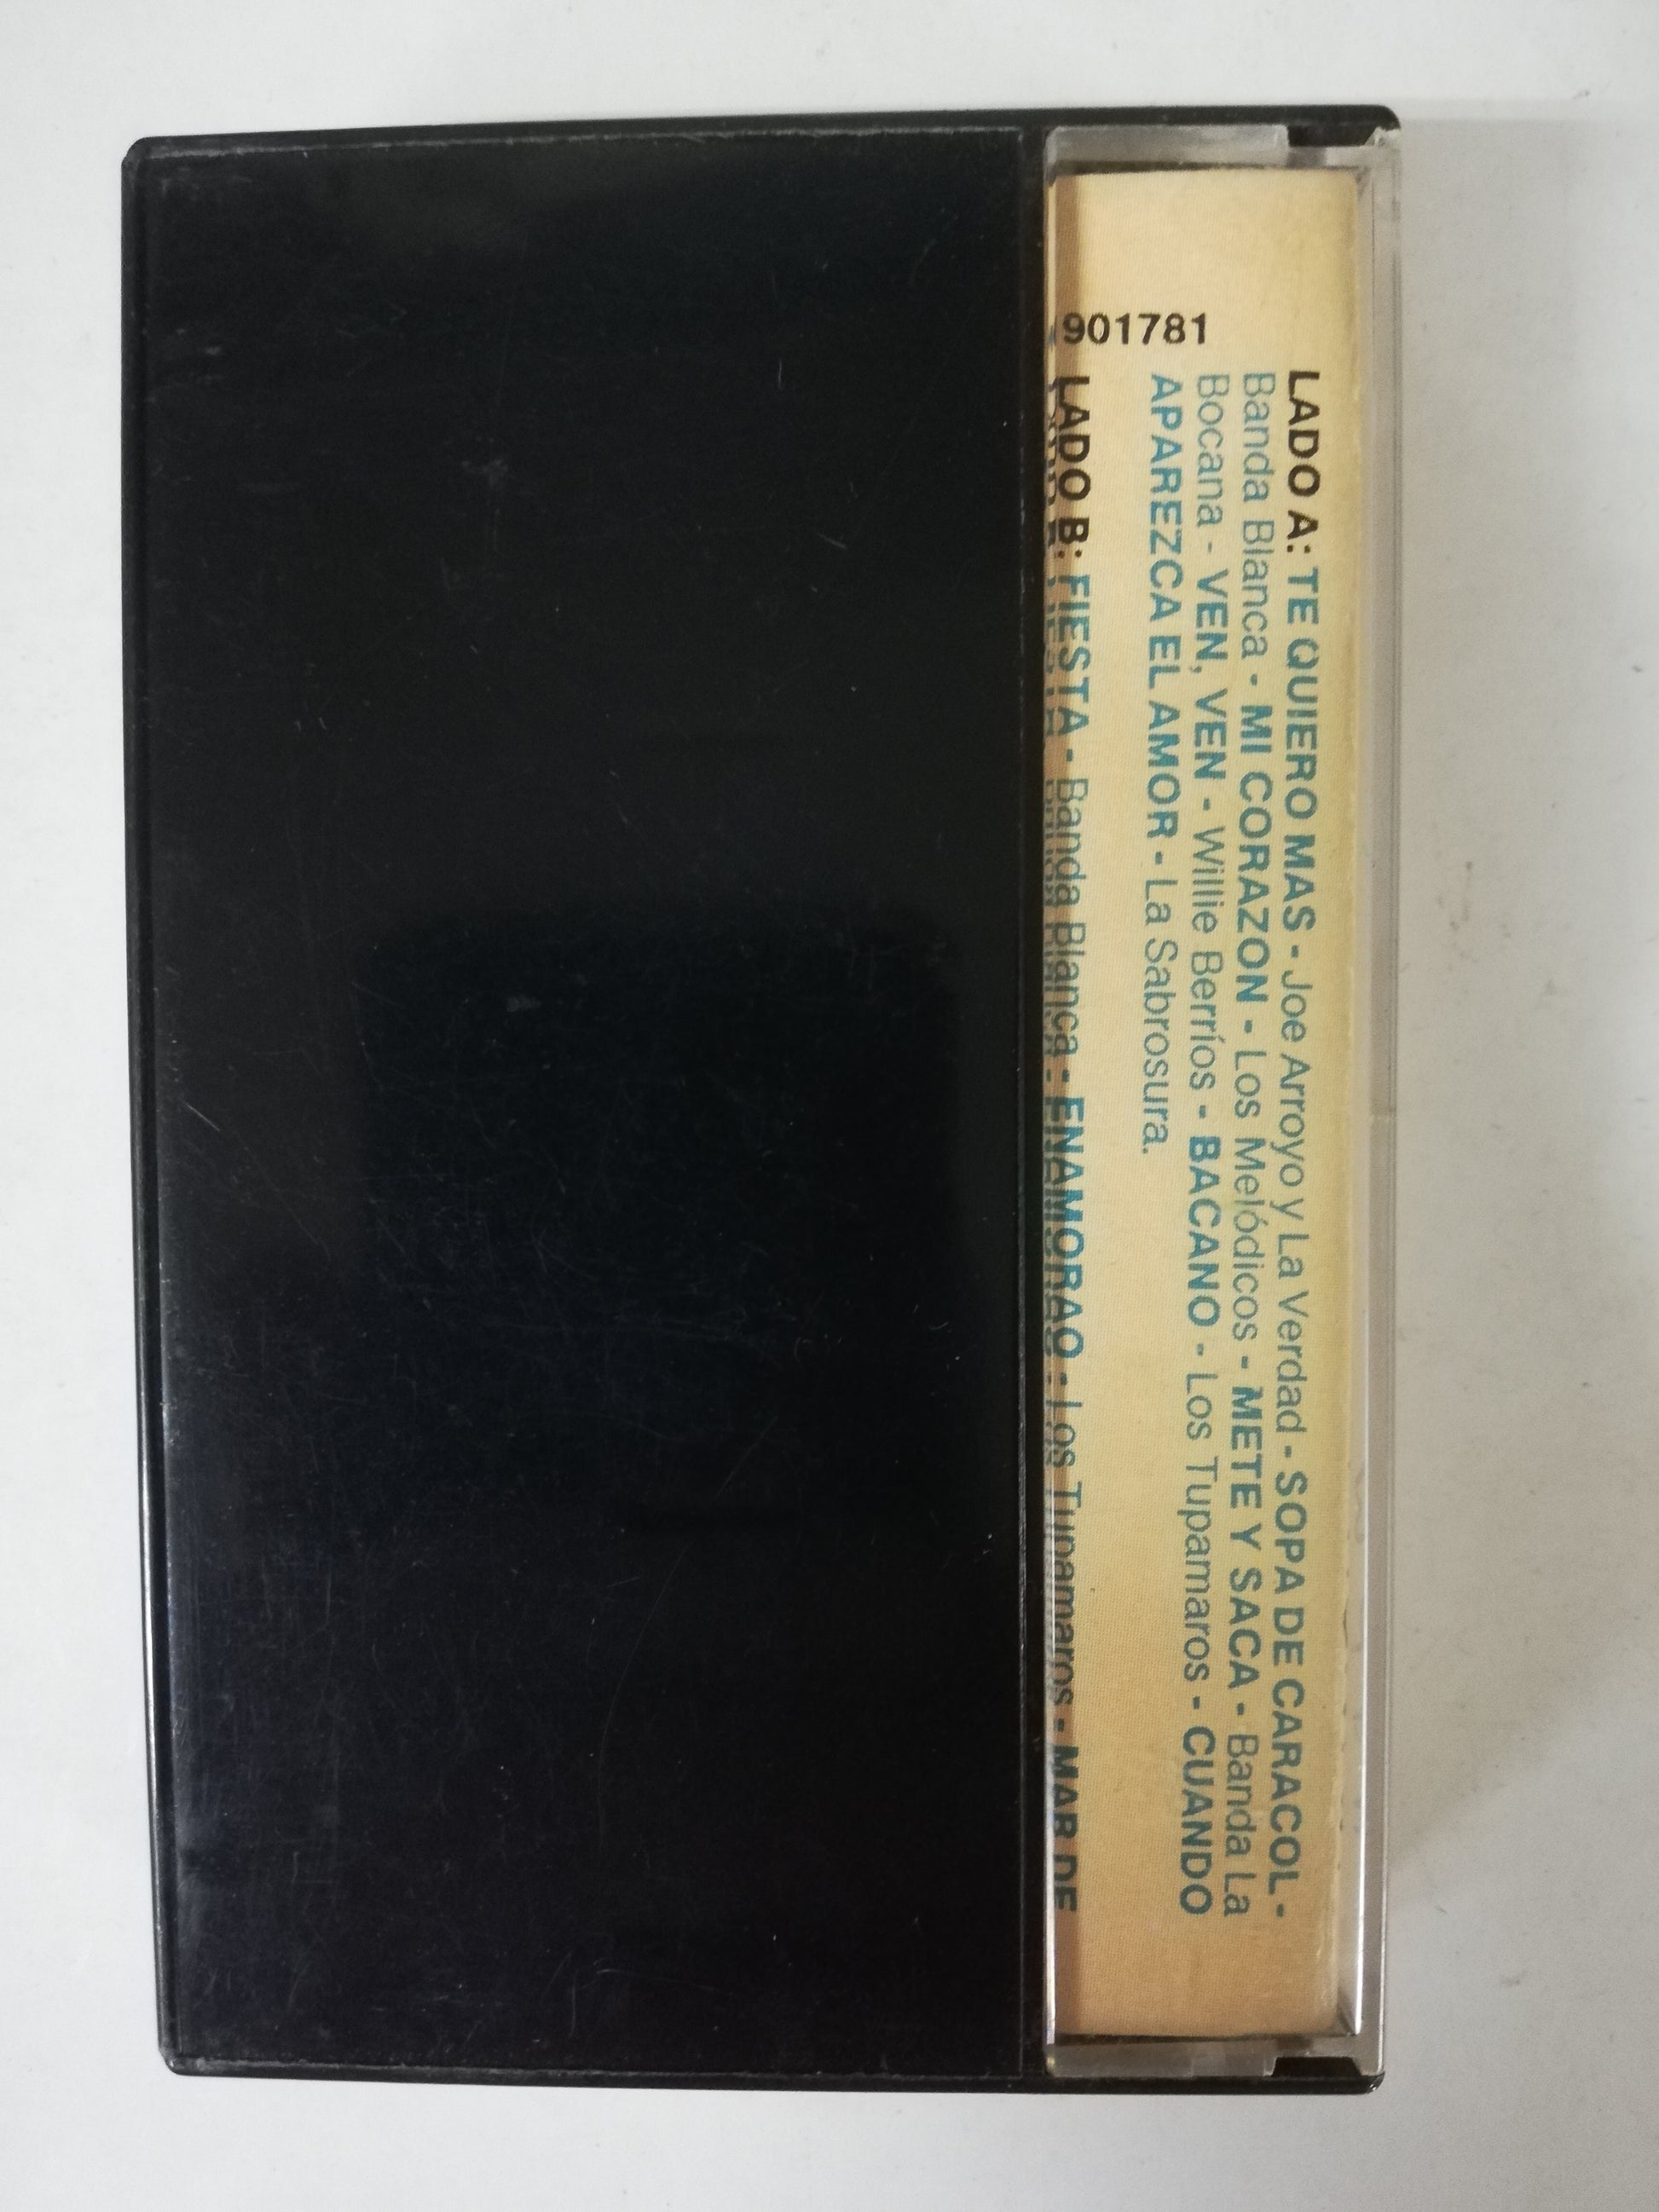 901781
LADO A: TE QUIERO MAS - Joe Arroyo y La Verdad - SOPA DE CARACOL -
Banda Blanca - MI CORAZON - Los Melódicos - METE Y SACA - Banda La
Bocana - VEN, VEN - Willie Berríos - BACANO - Los Tupamaros - CUANDO
APAREZCA EL AMOR - La Sabrosura.
LADO B: FIESTA - Banda Blanca - ENAMORAO - Los Tupamaros - MAR DE